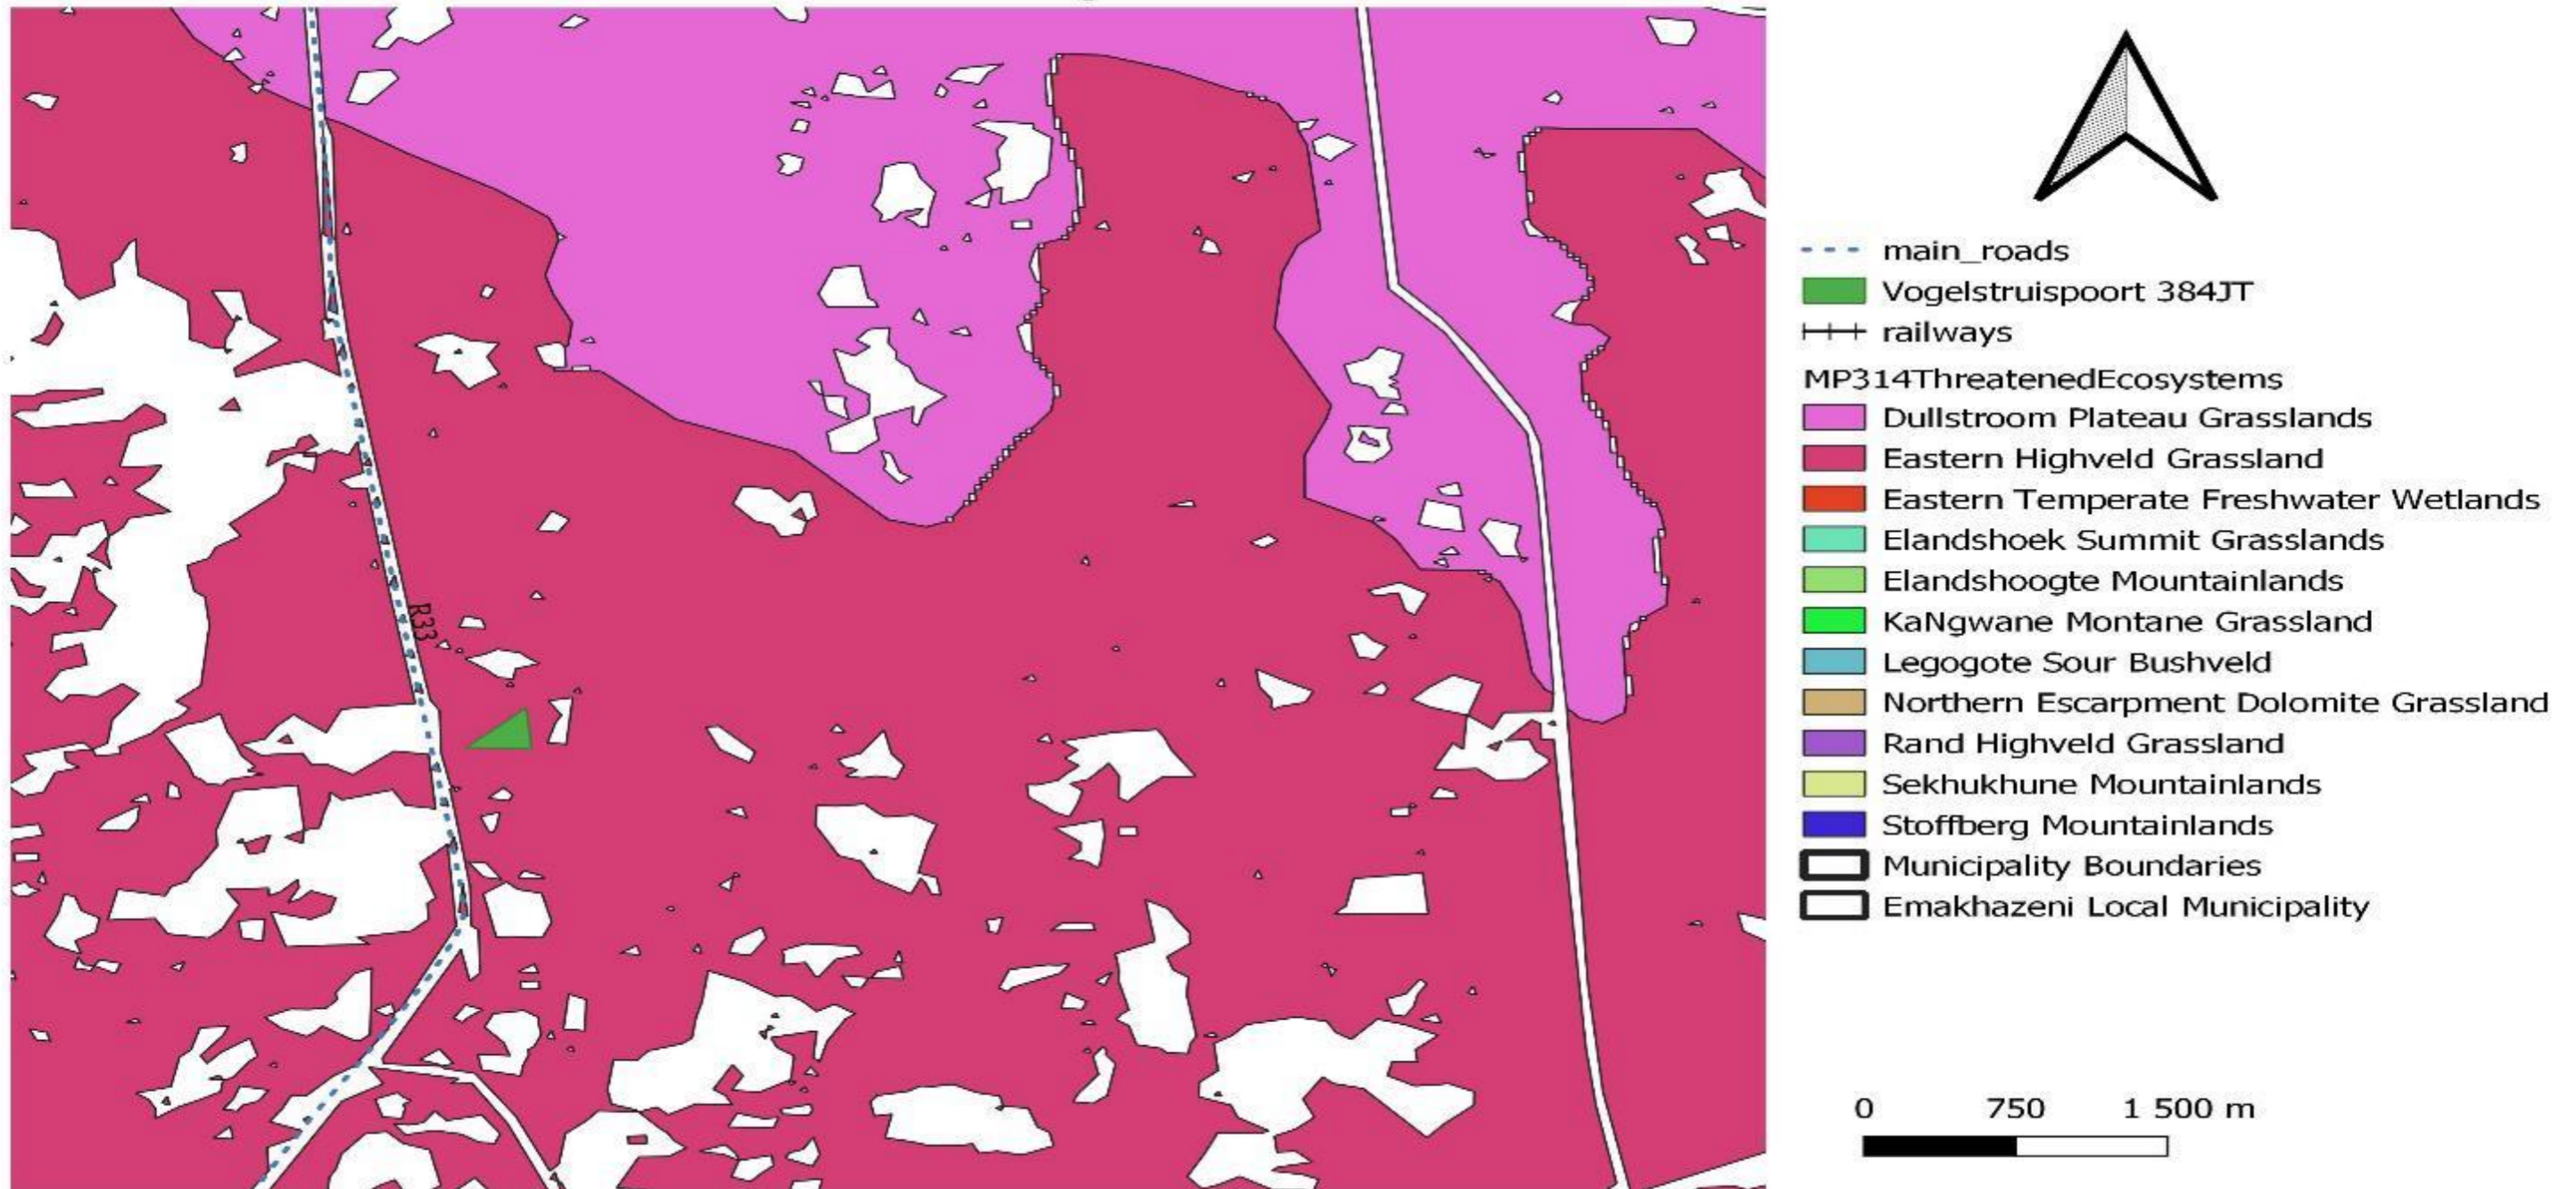 R33
main_roads
Vogelstruispoort 384JT
railways
MP314ThreatenedEcosystems
Dullstroom Plateau Grasslands
Eastern Highveld Grassland
Eastern Temperate Freshwater Wetlands
Elandshoek Summit Grasslands
Elandshoogte Mountainlands
KaNgwane Montane Grassland
Legogote Sour Bushveld
Northern Escarpment Dolomite Grassland
Rand Highveld Grassland
Sekhukhune Mountainlands
Stoffberg Mountainlands
Municipality Boundaries
Emakhazeni Local Municipality
0 750 1 500 m